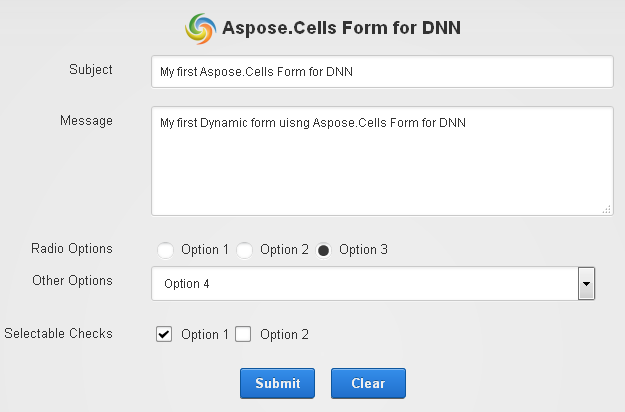 Aspose.Cells Form for DNN
Subject My first Aspose.Cells Form for DNN
Message My first Dynamic form uisng Aspose.Cells Form for DNN
Radio Options Option 1 Option 2 Option 3
Other Options Option 4
Selectable Checks Option 1 Option 2
Submit Clear